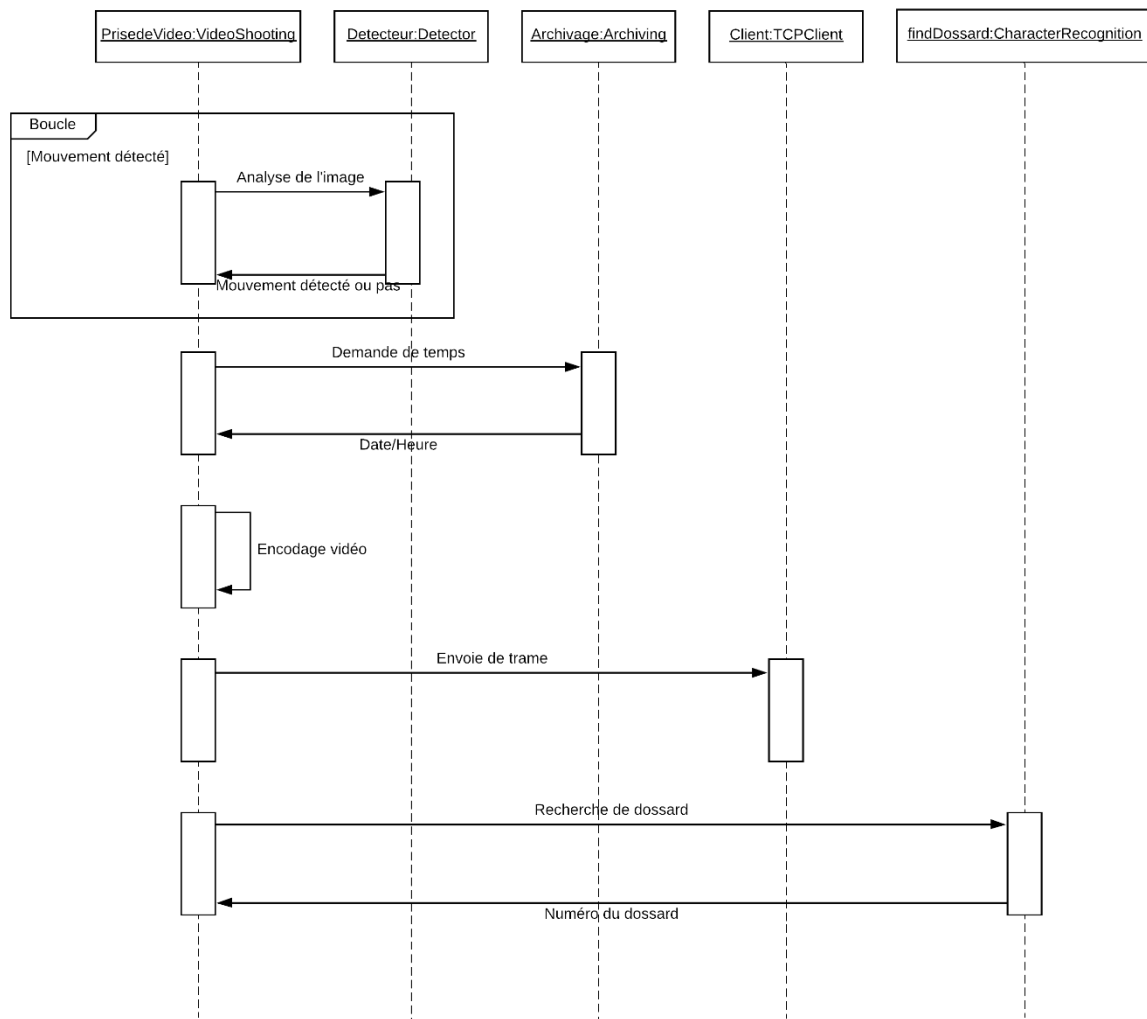 PrisedeVideo:VideoShooting
Detecteur:Detector
Archivage:Archiving
Client:TCPClient
findDossard:CharacterRecognition
Boucle
[Mouvement détecté]
Analyse de l'image
Mouvement détecté ou pas
Demande de temps
Date/Heure
Encodage vidéo
Envoie de trame
Recherche de dossard
Numéro du dossard